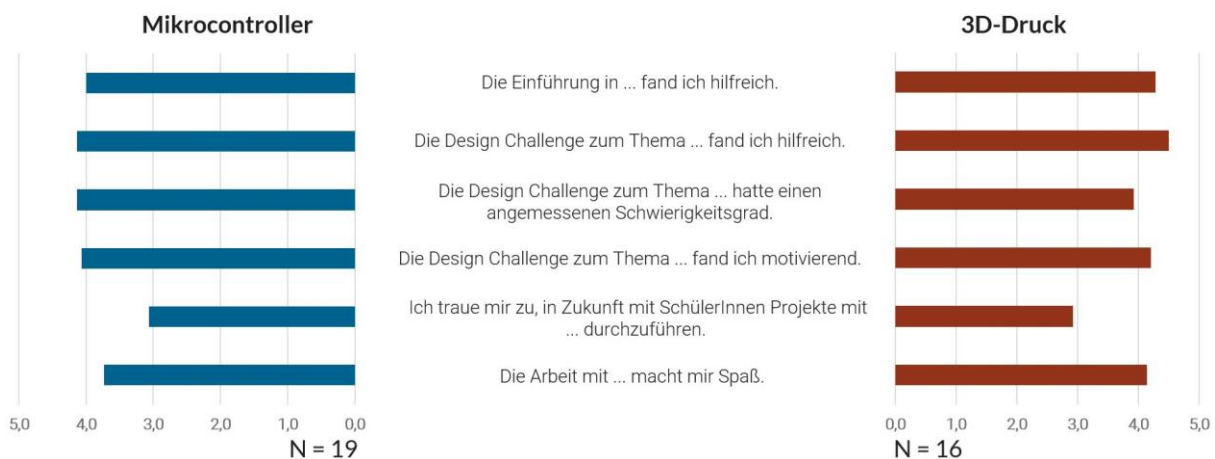 Mikrocontroller
3D-Druck
Die Einführung in ... fand ich hilfreich.
Die Design Challenge zum Thema ... fand ich hilfreich.
Die Design Challenge zum Thema ... hatte einen
angemessenen Schwierigkeitsgrad.
Die Design Challenge zum Thema ... fand ich motivierend.
Ich traue mir zu, in Zukunft mit SchülerInnen Projekte mit
... durchzuführen.
Die Arbeit mit ... macht mir Spaß.
5,0 4,0 3,0 2,0 1,0 0,0
0,0 1,0 2,0 3,0 4,0 5,0
N = 19
N = 16